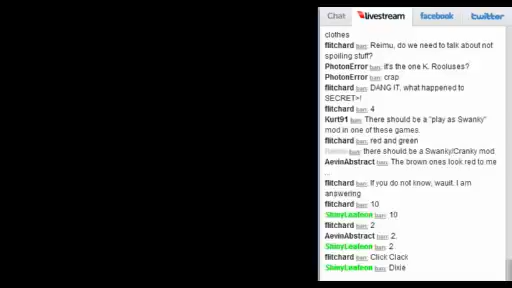 Chat livestream facebook twitter
clothes
flitchard ban: Reimu, do we need to talk about not
spoiling stuff?
PhotonError ban: it's the one K. Rooluses?
PhotonError ban: crap
flitchard ban: DANG IT. what happened to
SECRET>!
flitchard ban: 4
Kurt91 ban: There should be a "play as Swanky"
mod in one of these games.
flitchard ban: red and green
ban: there should be a Swanky/Cranky mod
AevinAbstract ban: The brown ones look red to me
...
flitchard ban: If you do not know, wauit. I am
answering
flitchard ban: 10
ShinyLeafeon ban: 10
flitchard ban: 2
AevinAbstract ban: 2.
ShinyLeafeon ban: 2
flitchard ban: Click Clack
ShinyLeafeon ban: Dixie